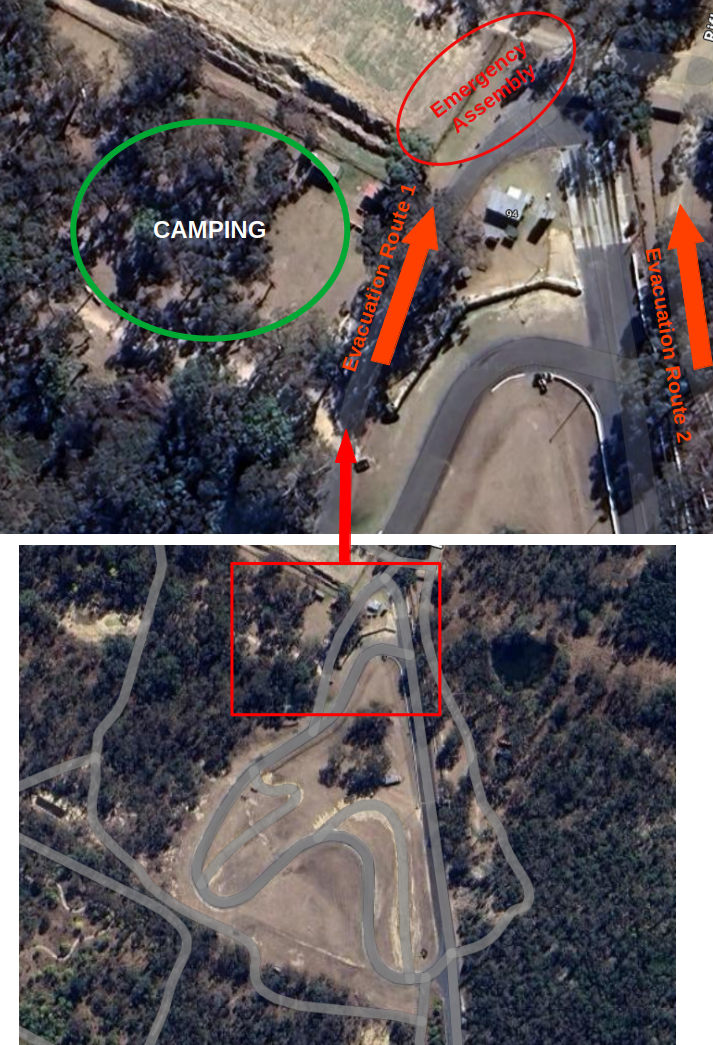 Emergency
Assembly
CAMPING
94
Evacuation Route 1
Evacuation Route 2